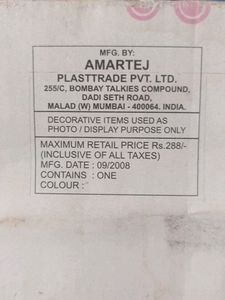 MFG. BY:
AMARTEJ
PLASTTRADE PVT. LTD.
255/C, BOMBAY TALKIES COMPOUND,
DADI SETH ROAD,
MALAD (W) MUMBAI - 400064. INDIA.
DECORATIVE ITEMS USED AS
PHOTO / DISPLAY PURPOSE ONLY
MAXIMUM RETAIL PRICE Rs.288/-
(INCLUSIVE OF ALL TAXES)
MFG. DATE : 09/2008
CONTAINS : ONE
COLOUR :